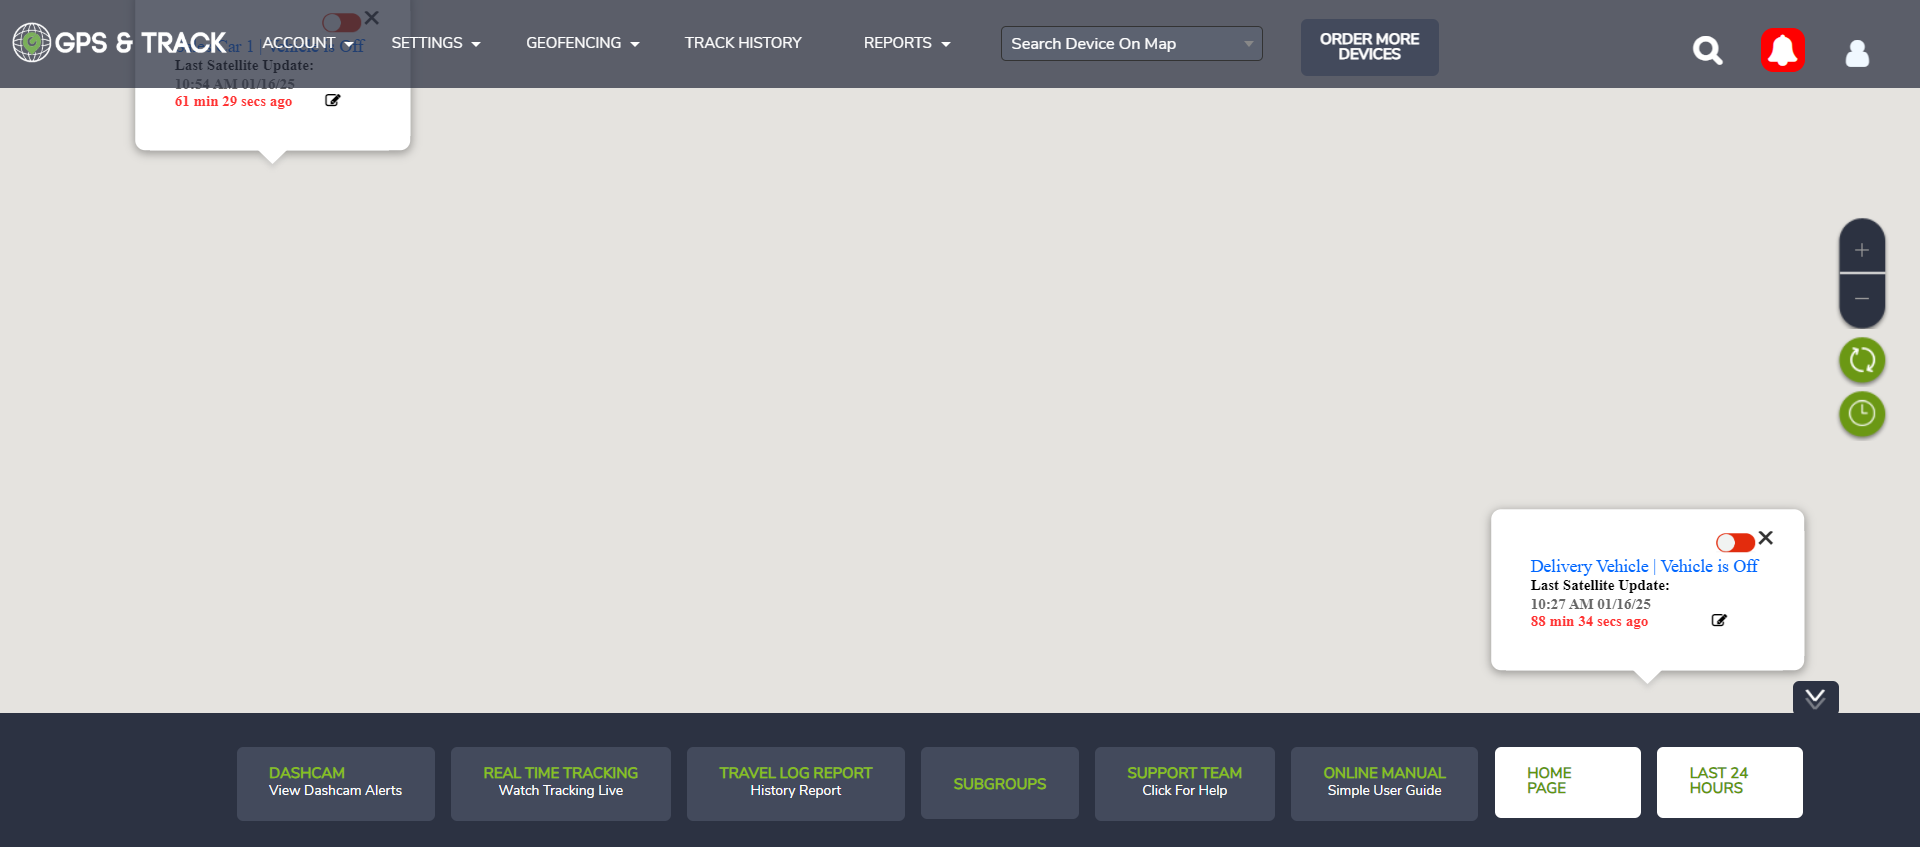 GPS & TRACK
ACCOUNT
SETTINGS
GEOFENCING
TRACK HISTORY
REPORTS
Search Device On Map
ORDER MORE
DEVICES
Car 1 | Vehicle is Off
Last Satellite Update:
10:54 AM 01/16/25
61 min 29 secs ago
Delivery Vehicle | Vehicle is Off
Last Satellite Update:
10:27 AM 01/16/25
88 min 34 secs ago
DASHCAM
View Dashcam Alerts
REAL TIME TRACKING
Watch Tracking Live
TRAVEL LOG REPORT
History Report
SUBGROUPS
SUPPORT TEAM
Click For Help
ONLINE MANUAL
Simple User Guide
HOME
PAGE
LAST 24
HOURS